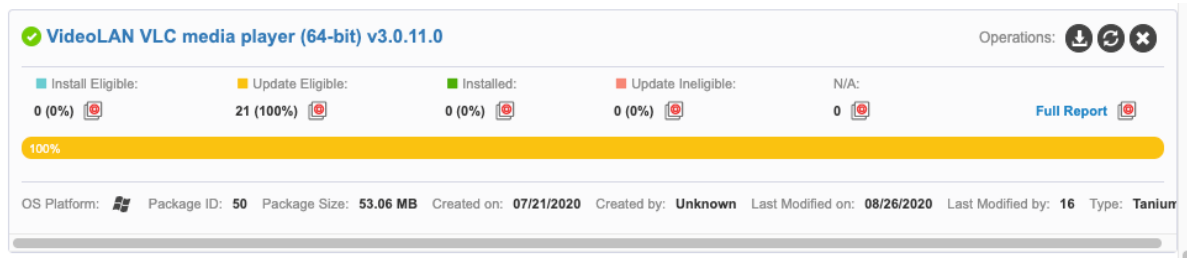 VideoLAN VLC media player (64-bit) v3.0.11.0 Operations:
Install Eligible: Update Eligible: Installed: Update Ineligible: N/A:
0 (0%) 21 (100%) 0 (0%) 0 (0%) 0 Full Report
100%
OS Platform: Package ID: 50 Package Size: 53.06 MB Created on: 07/21/2020 Created by: Unknown Last Modified on: 08/26/2020 Last Modified by: 16 Type: Tanium